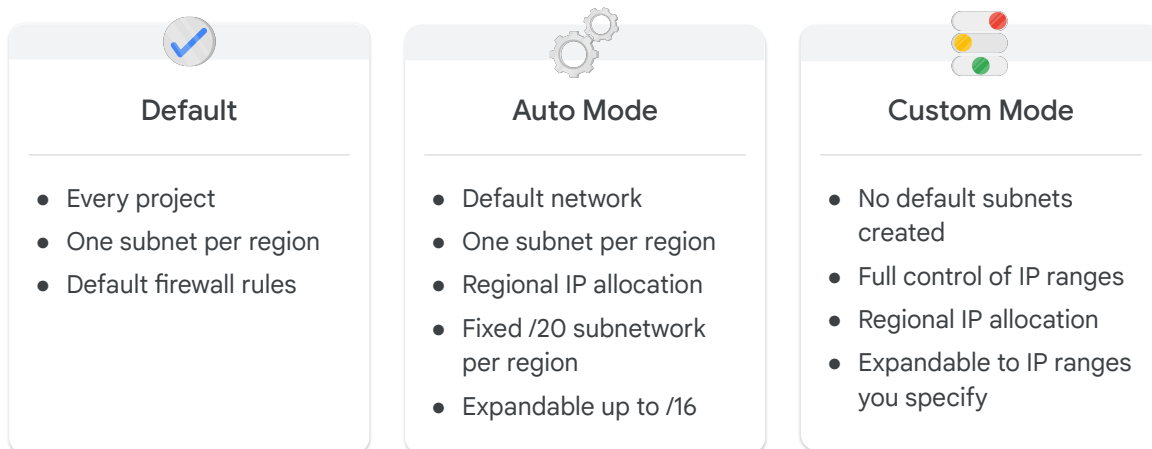 Default
● Every project
● One subnet per region
● Default firewall rules
Auto Mode
● Default network
● One subnet per region
● Regional IP allocation
● Fixed /20 subnetwork
per region
● Expandable up to /16
Custom Mode
● No default subnets
created
● Full control of IP ranges
● Regional IP allocation
● Expandable to IP ranges
you specify